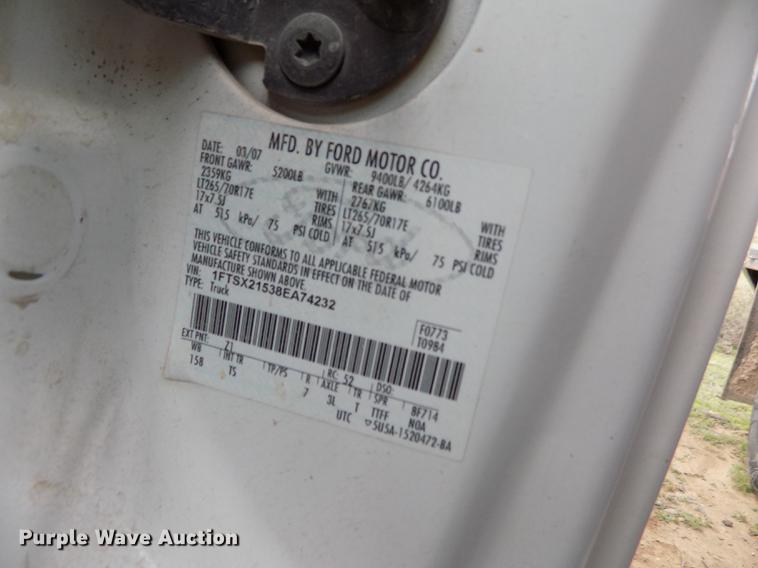 MFD. BY FORD MOTOR CO.
DATE: 03/07 GVWR: 9400LB/ 4264KG
FRONT GAWR: 5200LB REAR GAWR: 6100LB
2359KG WITH 2767KG WITH
LT265/70R17E TIRES LT265/70R17E TIRES
17x7.5J RIMS 17x7.5J RIMS
AT 515 kPa/ 75 PSI COLD AT 515 kPa/ 75 PSI COLD
THIS VEHICLE CONFORMS TO ALL APPLICABLE FEDERAL MOTOR
VEHICLE SAFETY STANDARDS IN EFFECT ON THE DATE OF
MANUFACTURE SHOWN ABOVE.
VIN: 1FTSX21538EA74232
TYPE: Truck
F0773
T0984
EXT PNT: Z1 RC: 52 DSO:
WB INT TR TP/PS R AXLE TR SPR 8F714
158 TS 7 3L T TTFF NOA
UTC 5U5A-1520472-BA
Purple Wave Auction